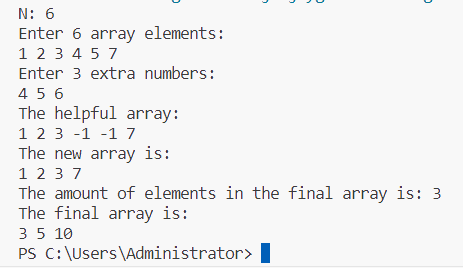 N: 6
Enter 6 array elements:
1 2 3 4 5 7
Enter 3 extra numbers:
4 5 6
The helpful array:
1 2 3 -1 -1 7
The new array is:
1 2 3 7
The amount of elements in the final array is: 3
The final array is:
3 5 10
PS C:\Users\Administrator>